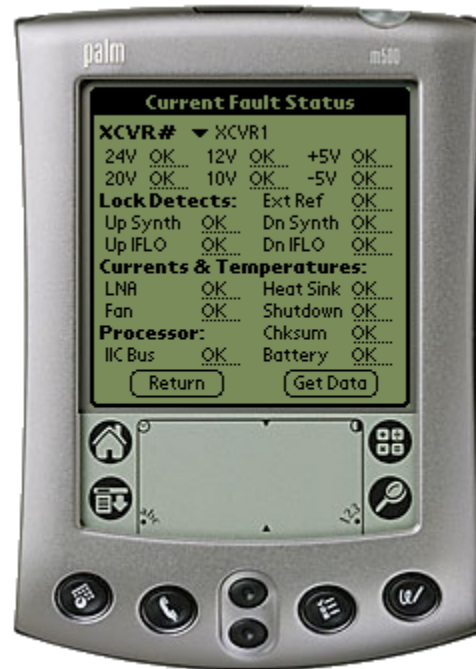 palm m500
Current Fault Status
XCVR# XCVR1
24V OK 12V OK +5V OK
20V OK 10V OK -5V OK
Lock Detects: Ext Ref OK
Up Synth OK Dn Synth OK
Up IFLO OK Dn IFLO OK
Currents & Temperatures:
LNA OK Heat Sink OK
Fan OK Shutdown OK
Processor: Chksum OK
IIC Bus OK Battery OK
Return Get Data
abc 123